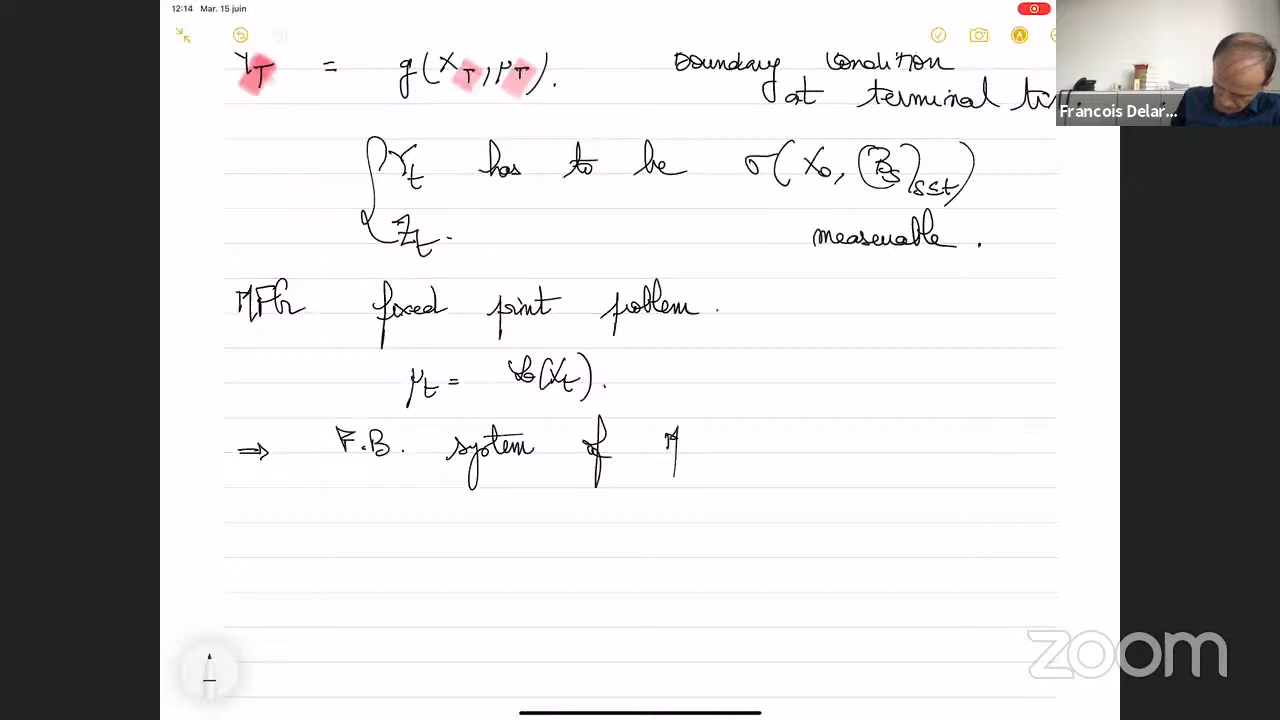 12:14 Mar. 15 juin
Y_T = g(X_T, μ_T). boundary condition
at terminal
Francois Delar...
{ Y_t has to be σ(X_0, (B_s)_{s≤t})
Z_t. measurable.
MFG fixed point problem.
μ_t = ℒ(X_t).
⇒ F.B. system of M
zoom